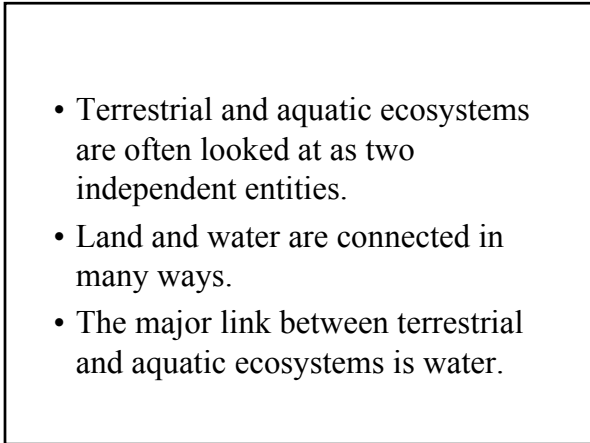 • Terrestrial and aquatic ecosystems
are often looked at as two
independent entities.
• Land and water are connected in
many ways.
• The major link between terrestrial
and aquatic ecosystems is water.